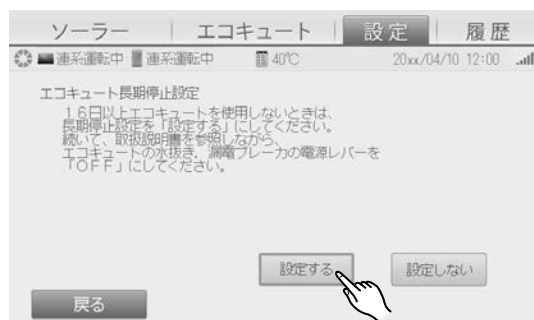 ソーラー エコキュート 設定 履歴
連系運転中 連系運転中 40℃ 20xx/04/10 12:00
エコキュート長期停止設定
16日以上エコキュートを使用しないときは、
長期停止設定を「設定する」にしてください。
続いて、取扱説明書を参照しながら、
エコキュートの水抜き、漏電ブレーカの電源レバーを
「OFF」にしてください。
設定する 設定しない
戻る